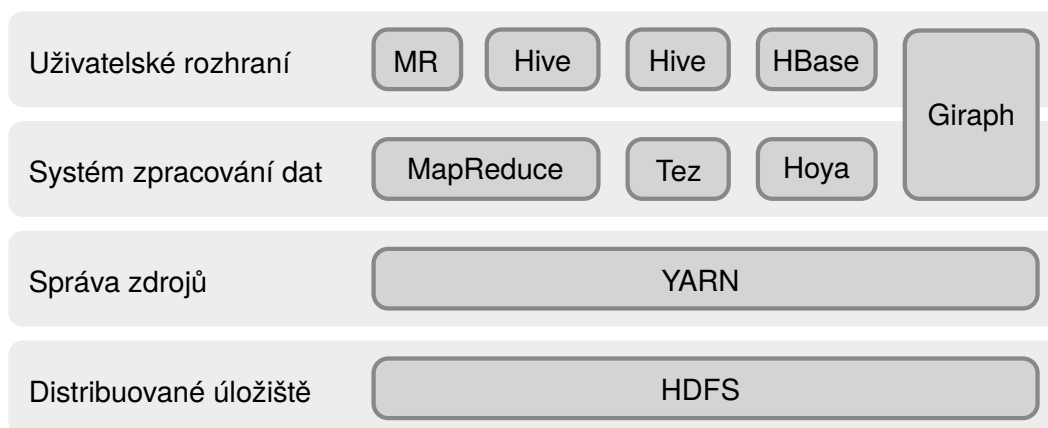 Uživatelské rozhraní MR Hive Hive HBase
Giraph
Systém zpracování dat MapReduce Tez Hoya
Správa zdrojů YARN
Distribuované úložiště HDFS